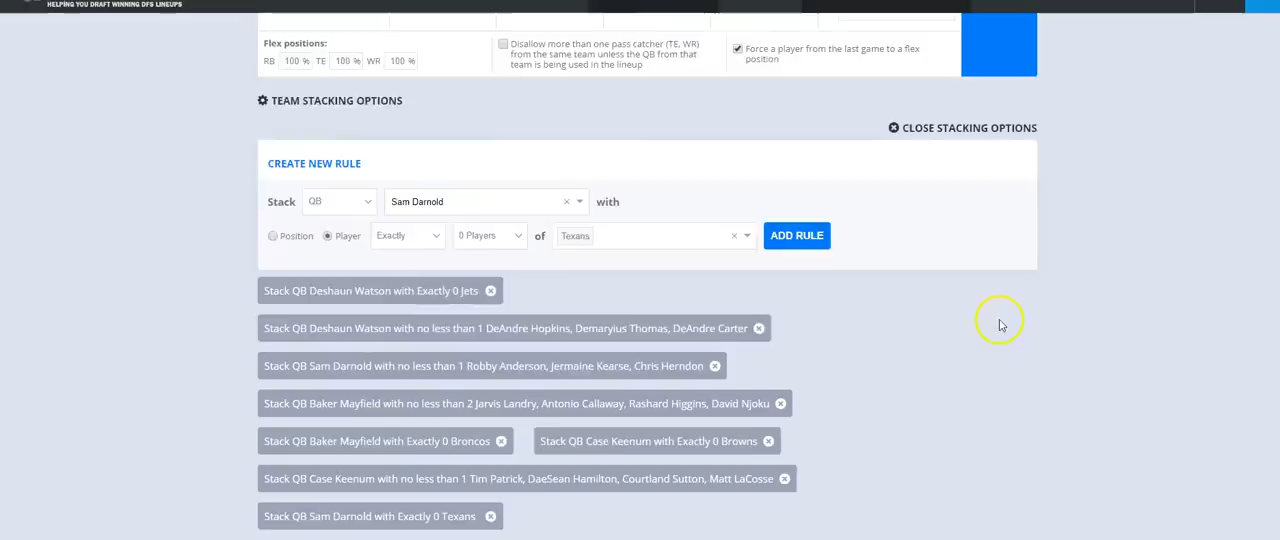 HELPING YOU DRAFT WINNING DFS LINEUPS
Flex positions:
RB 100 % TE 100 % WR 100 %
Disallow more than one pass catcher (TE, WR)
from the same team unless the QB from that
team is being used in the lineup
Force a player from the last game to a flex
position
TEAM STACKING OPTIONS
CLOSE STACKING OPTIONS
CREATE NEW RULE
Stack QB Sam Darnold × with
Position Player Exactly 0 Players of Texans × ADD RULE
Stack QB Deshaun Watson with Exactly 0 Jets
Stack QB Deshaun Watson with no less than 1 DeAndre Hopkins, Demaryius Thomas, DeAndre Carter
Stack QB Sam Darnold with no less than 1 Robby Anderson, Jermaine Kearse, Chris Herndon
Stack QB Baker Mayfield with no less than 2 Jarvis Landry, Antonio Callaway, Rashard Higgins, David Njoku
Stack QB Baker Mayfield with Exactly 0 Broncos Stack QB Case Keenum with Exactly 0 Browns
Stack QB Case Keenum with no less than 1 Tim Patrick, DaeSean Hamilton, Courtland Sutton, Matt LaCosse
Stack QB Sam Darnold with Exactly 0 Texans